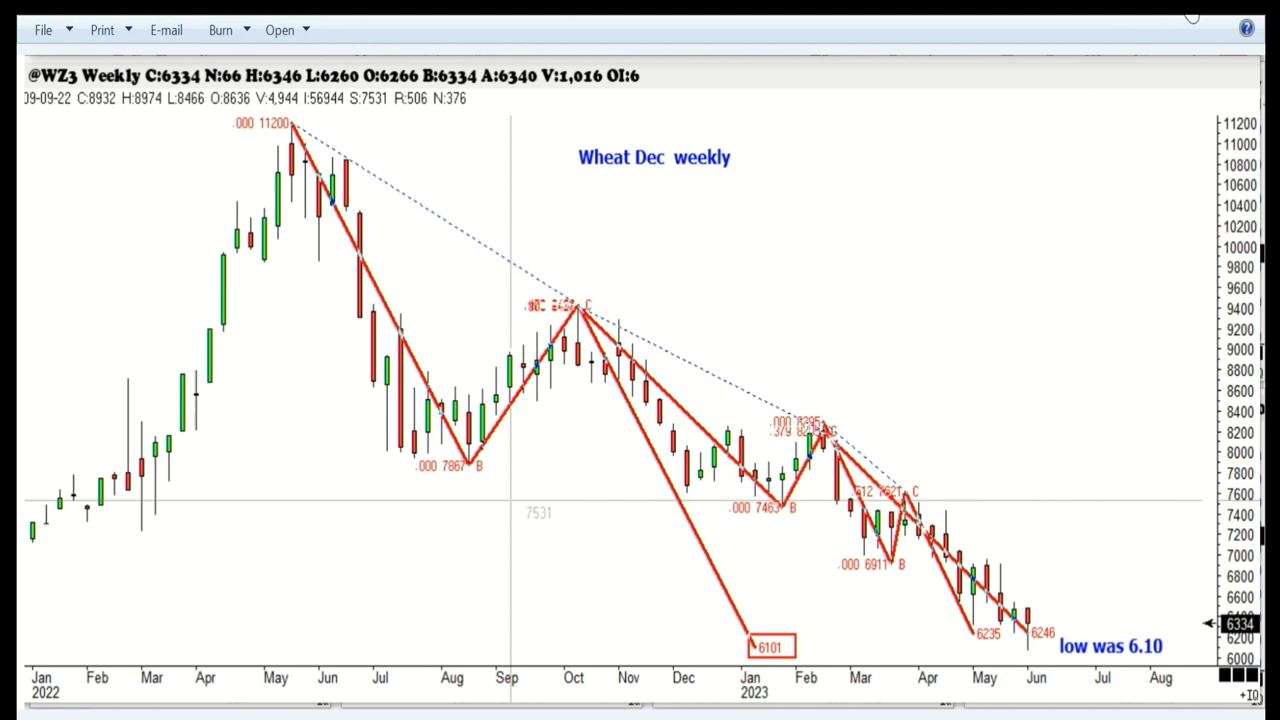 File Print E-mail Burn Open
@WZ3 Weekly C:6334 N:66 H:6346 L:6260 O:6266 B:6334 A:6340 V:1,016 OI:6
09-09-22 C:8932 H:8974 L:8466 O:8636 V:4,944 I:56944 S:7531 R:506 N:376
.000 11200
Wheat Dec weekly
C
.000 7867 B
.000 8295
.000 7463 B
7621 C
.000 6911 B
7531
6235
6246
6101
low was 6.10
11200
11000
10800
10600
10400
10200
10000
9800
9600
9400
9200
9000
8800
8600
8400
8200
8000
7800
7600
7400
7200
7000
6800
6600
6334
6200
6000
Jan Feb Mar Apr May Jun Jul Aug Sep Oct Nov Dec Jan Feb Mar Apr May Jun Jul Aug
2022 2023
+IQ